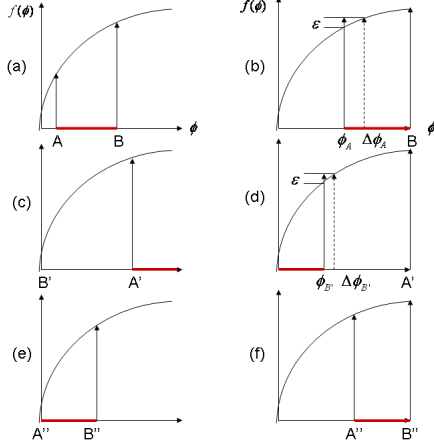 f(ϕ) f(ϕ)
(a) (b) ε
A B ϕ ϕ_A Δϕ_A B ϕ
(c) (d) ε
B' A' ϕ_B' Δϕ_B' A'
(e) (f)
A'' B'' A'' B''